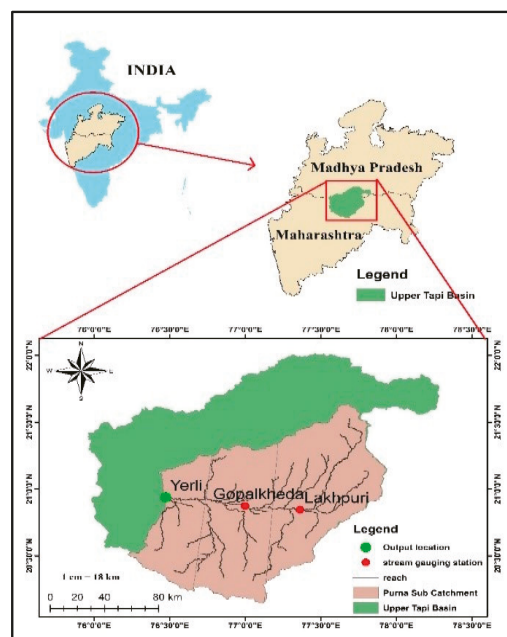 INDIA
Madhya Pradesh
Maharashtra
Legend
Upper Tapi Basin
76°0'0"E 76°30'0"E 77°0'0"E 77°30'0"E 78°0'0"E 78°30'0"E
22°0'0"N
21°30'0"N
21°0'0"N
20°30'0"N
22°0'0"N
21°30'0"N
21°0'0"N
20°30'0"N
N
W E
S
Yerli
Gopalkheda
Lakhpuri
Legend
Output location
stream gauging station
reach
Purna Sub Catchment
Upper Tapi Basin
1 cm = 18 km
0 20 40 80 km
76°0'0"E 76°30'0"E 77°0'0"E 77°30'0"E 78°0'0"E 78°30'0"E